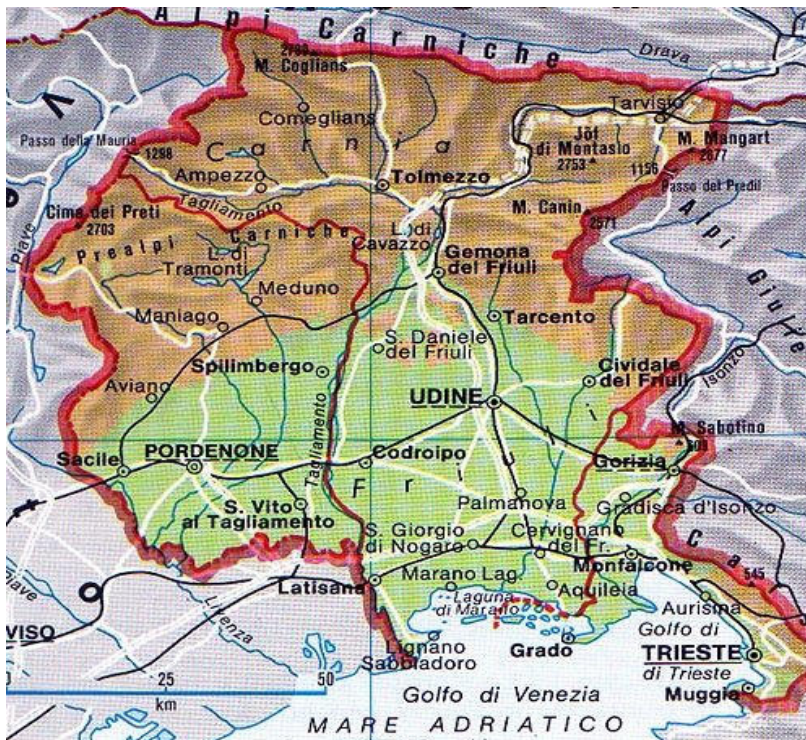 Alpi Carniche
2780
M. Coglians
Drava
Comeglians
Tarvisio
Jôf
di Montasio
2753
M. Mangart
2677
1156
Passo del Predil
Passo della Mauria
1298
Carnia
Ampezzo
Tolmezzo
Tagliamento
Cima dei Preti
2703
M. Canin
2571
L. di
Cavazzo
Prealpi Carniche
L. di
Tramonti
Gemona
del Friuli
Alpi Giulie
Piave
Meduno
Maniago
Tarcento
S. Daniele
del Friuli
Spilimbergo
Cividale
del Friuli
Isonzo
Aviano
UDINE
Tagliamento
M. Sabotino
609
Sacile
PORDENONE
Codroipo
Gorizia
Friuli
Palmanova
Gradisca d'Isonzo
S. Vito
al Tagliamento
S. Giorgio
di Nogaro
Cervignano
del Fr.
Monfalcone
Latisana
Marano Lag.
Aquileia
545
Laguna
di Marano
Aurisina
Piave
Livenza
VISO
Lignano
Sabbiadoro
Grado
Golfo di
TRIESTE
di Trieste
Muggia
0 25 50
km
Golfo di Venezia
MARE ADRIATICO